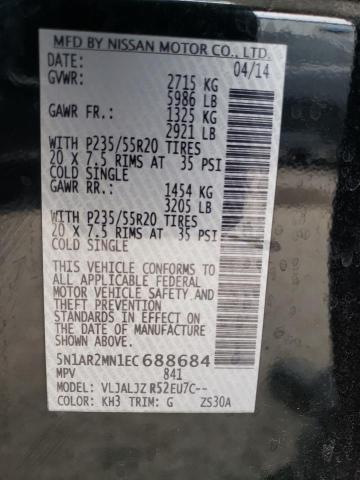 MFD BY NISSAN MOTOR CO., LTD.
DATE: 04/14
GVWR: 2715 KG
5986 LB
GAWR FR.: 1325 KG
2921 LB
WITH P235/55R20 TIRES
20 X 7.5 RIMS AT 35 PSI
COLD SINGLE
GAWR RR.: 1454 KG
3205 LB
WITH P235/55R20 TIRES
20 X 7.5 RIMS AT 35 PSI
COLD SINGLE
THIS VEHICLE CONFORMS TO
ALL APPLICABLE FEDERAL
MOTOR VEHICLE SAFETY AND
THEFT PREVENTION
STANDARDS IN EFFECT ON
THE DATE OF MANUFACTURE
SHOWN ABOVE.
5N1AR2MN1EC688684
MPV 841
MODEL: VLJALJZ R52EU7C--
COLOR: KH3 TRIM: G ZS30A